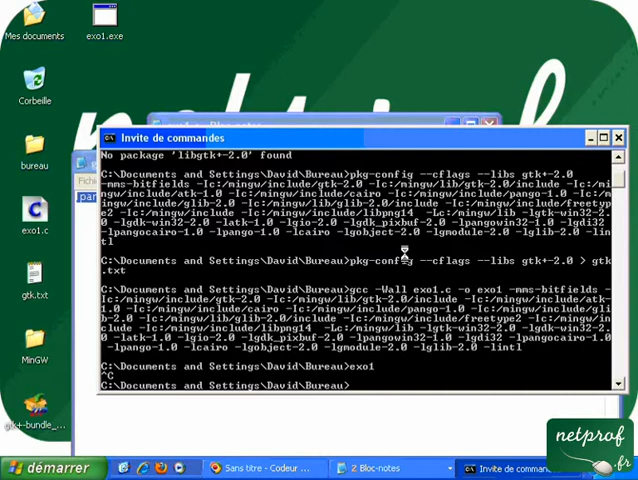 Mes documents
exo1.exe
Corbeille
bureau
exo1.c
gtk.txt
MinGW
gtk+-bundle_...
Invite de commandes
No package 'libgtk+-2.0' found
C:\Documents and Settings\David\Bureau>pkg-config --cflags --libs gtk+-2.0
-mms-bitfields -Ic:/mingw/include/gtk-2.0 -Ic:/mingw/lib/gtk-2.0/include -Ic:/mi
ngw/include/atk-1.0 -Ic:/mingw/include/cairo -Ic:/mingw/include/pango-1.0 -Ic:/m
ingw/include/glib-2.0 -Ic:/mingw/lib/glib-2.0/include -Ic:/mingw/include/freetyp
e2 -Ic:/mingw/include -Ic:/mingw/include/libpng14 -Lc:/mingw/lib -lgtk-win32-2.0
-lgdk-win32-2.0 -latk-1.0 -lgio-2.0 -lgdk_pixbuf-2.0 -lpangowin32-1.0 -lgdi32
-lpangocairo-1.0 -lpango-1.0 -lcairo -lgobject-2.0 -lgmodule-2.0 -lglib-2.0 -lin
tl
C:\Documents and Settings\David\Bureau>pkg-config --cflags --libs gtk+-2.0 > gtk
.txt
C:\Documents and Settings\David\Bureau>gcc -Wall exo1.c -o exo1 -mms-bitfields -
Ic:/mingw/include/gtk-2.0 -Ic:/mingw/lib/gtk-2.0/include -Ic:/mingw/include/atk-
1.0 -Ic:/mingw/include/cairo -Ic:/mingw/include/pango-1.0 -Ic:/mingw/include/gli
b-2.0 -Ic:/mingw/lib/glib-2.0/include -Ic:/mingw/include/freetype2 -Ic:/mingw/in
clude -Ic:/mingw/include/libpng14 -Lc:/mingw/lib -lgtk-win32-2.0 -lgdk-win32-2.
0 -latk-1.0 -lgio-2.0 -lgdk_pixbuf-2.0 -lpangowin32-1.0 -lgdi32 -lpangocairo-1.0
-lpango-1.0 -lcairo -lgobject-2.0 -lgmodule-2.0 -lglib-2.0 -lintl
C:\Documents and Settings\David\Bureau>exo1
^C
C:\Documents and Settings\David\Bureau>
netprof
.fr
démarrer
Sans titre - Codeur ...
2 Bloc-notes
Invite de comman...